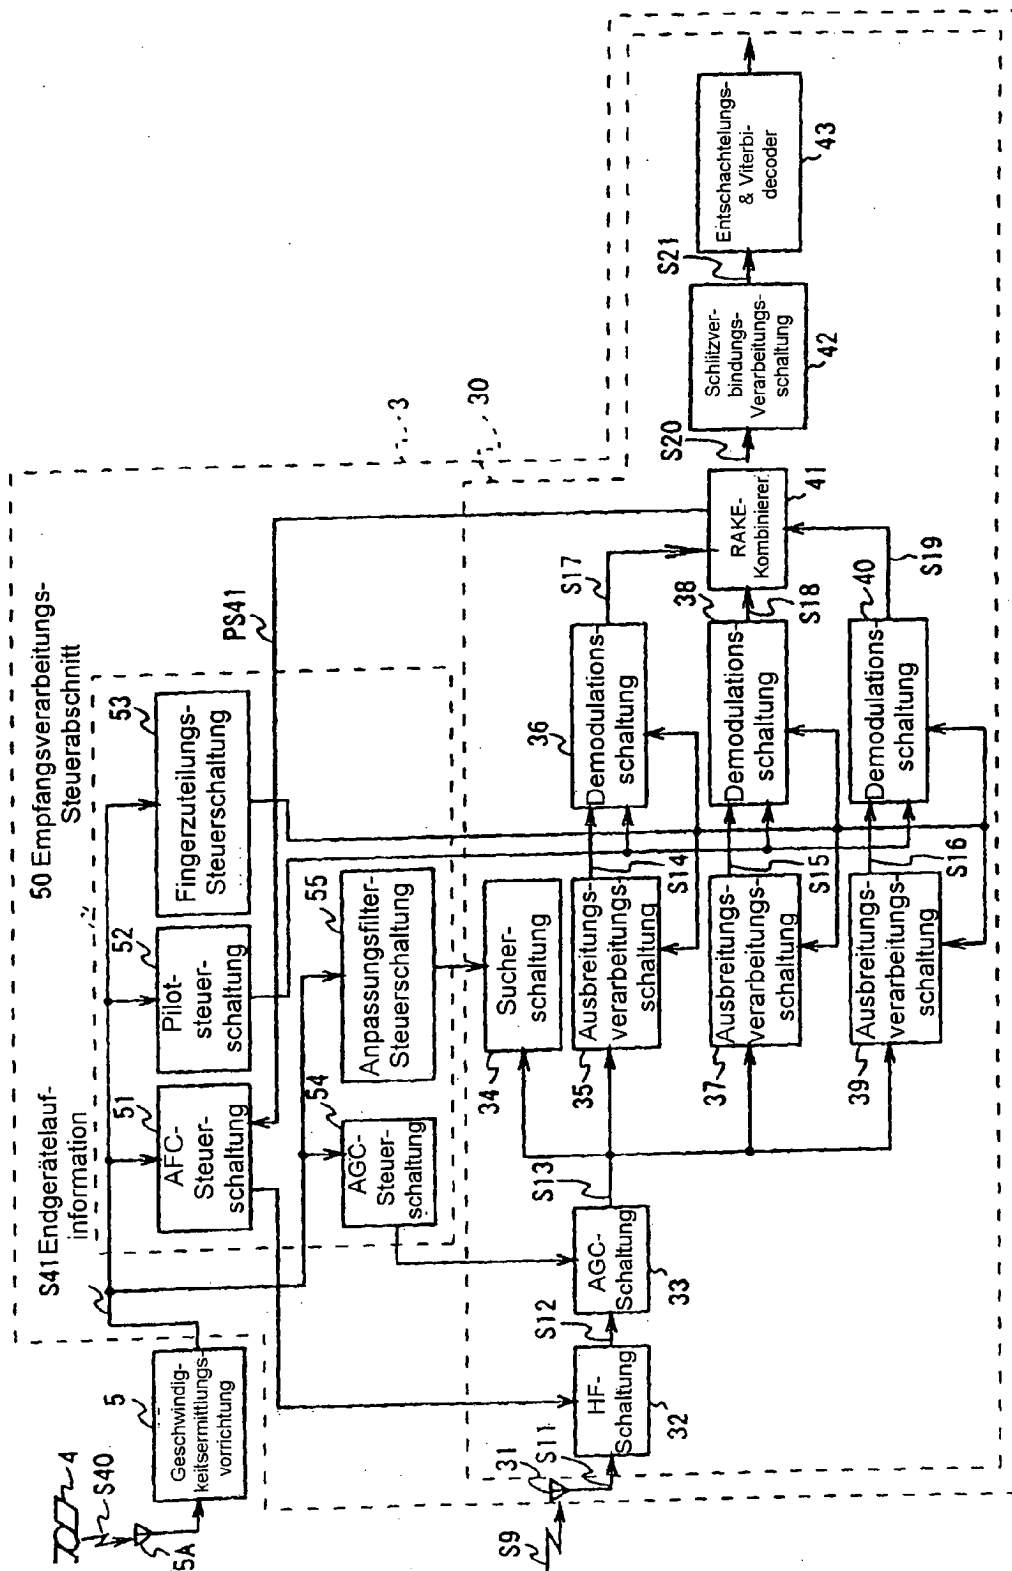 4
S40
5A
5
Geschwindig-
keitsermittlungs-
vorrichtung
S41 Endgerätelauf-
information
50 Empfangsverarbeitungs-
Steuerabschnitt
51
AFC-
Steuer-
schaltung
52
Pilot-
steuer-
schaltung
53
Fingerzuteilungs-
Steuerschaltung
54
AGC-
Steuer-
schaltung
55
Anpassungsfilter-
Steuerschaltung
PS41
3
30
S9
31
S11
HF-
Schaltung
32
S12
AGC-
Schaltung
33
S13
34
Sucher-
schaltung
35
Ausbreitungs-
verarbeitungs-
schaltung
S14
36
Demodulations-
schaltung
S17
37
Ausbreitungs-
verarbeitungs-
schaltung
S15
38
Demodulations-
schaltung
S18
39
Ausbreitungs-
verarbeitungs-
schaltung
S16
40
Demodulations-
schaltung
S19
RAKE-
Kombinierer
41
S20
Schlitzver-
bindungs-
Verarbeitungs-
schaltung
42
S21
Entschachtelungs-
& Viterbi-
decoder
43